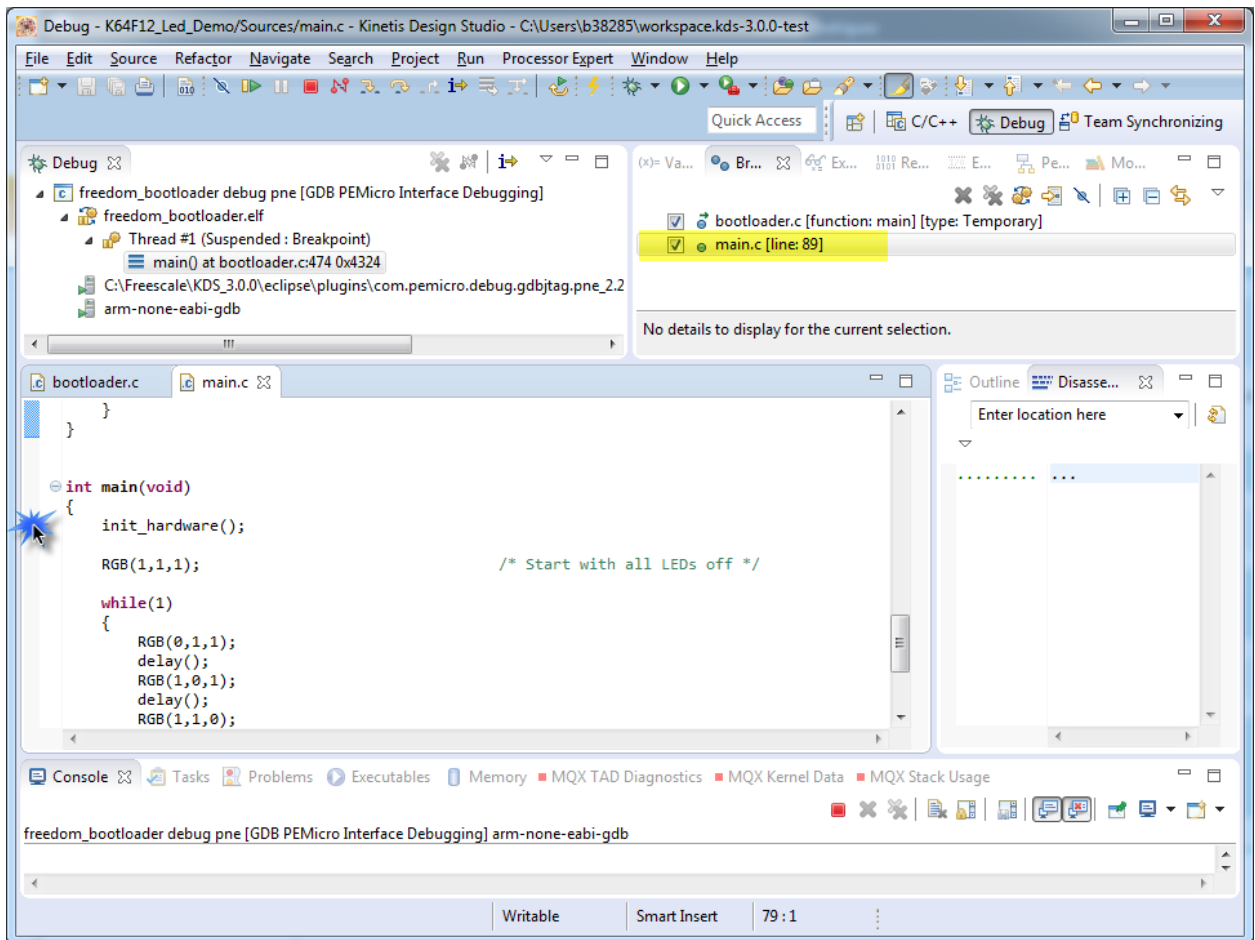 Debug - K64F12_Led_Demo/Sources/main.c - Kinetis Design Studio - C:\Users\b38285\workspace.kds-3.0.0-test
File Edit Source Refactor Navigate Search Project Run Processor Expert Window Help
Quick Access C/C++ Debug Team Synchronizing
Debug
(x)= Va... Br... Ex... Re... E... Pe... Mo...
freedom_bootloader debug pne [GDB PEMicro Interface Debugging]
freedom_bootloader.elf
Thread #1 (Suspended : Breakpoint)
main() at bootloader.c:474 0x4324
C:\Freescale\KDS_3.0.0\eclipse\plugins\com.pemicro.debug.gdbjtag.pne_2.2
arm-none-eabi-gdb
bootloader.c [function: main] [type: Temporary]
main.c [line: 89]
No details to display for the current selection.
bootloader.c main.c
}
}
int main(void)
{
init_hardware();
RGB(1,1,1); /* Start with all LEDs off */
while(1)
{
RGB(0,1,1);
delay();
RGB(1,0,1);
delay();
RGB(1,1,0);
Outline Disasse...
Enter location here
......... ...
Console Tasks Problems Executables Memory MQX TAD Diagnostics MQX Kernel Data MQX Stack Usage
freedom_bootloader debug pne [GDB PEMicro Interface Debugging] arm-none-eabi-gdb
Writable Smart Insert 79 : 1